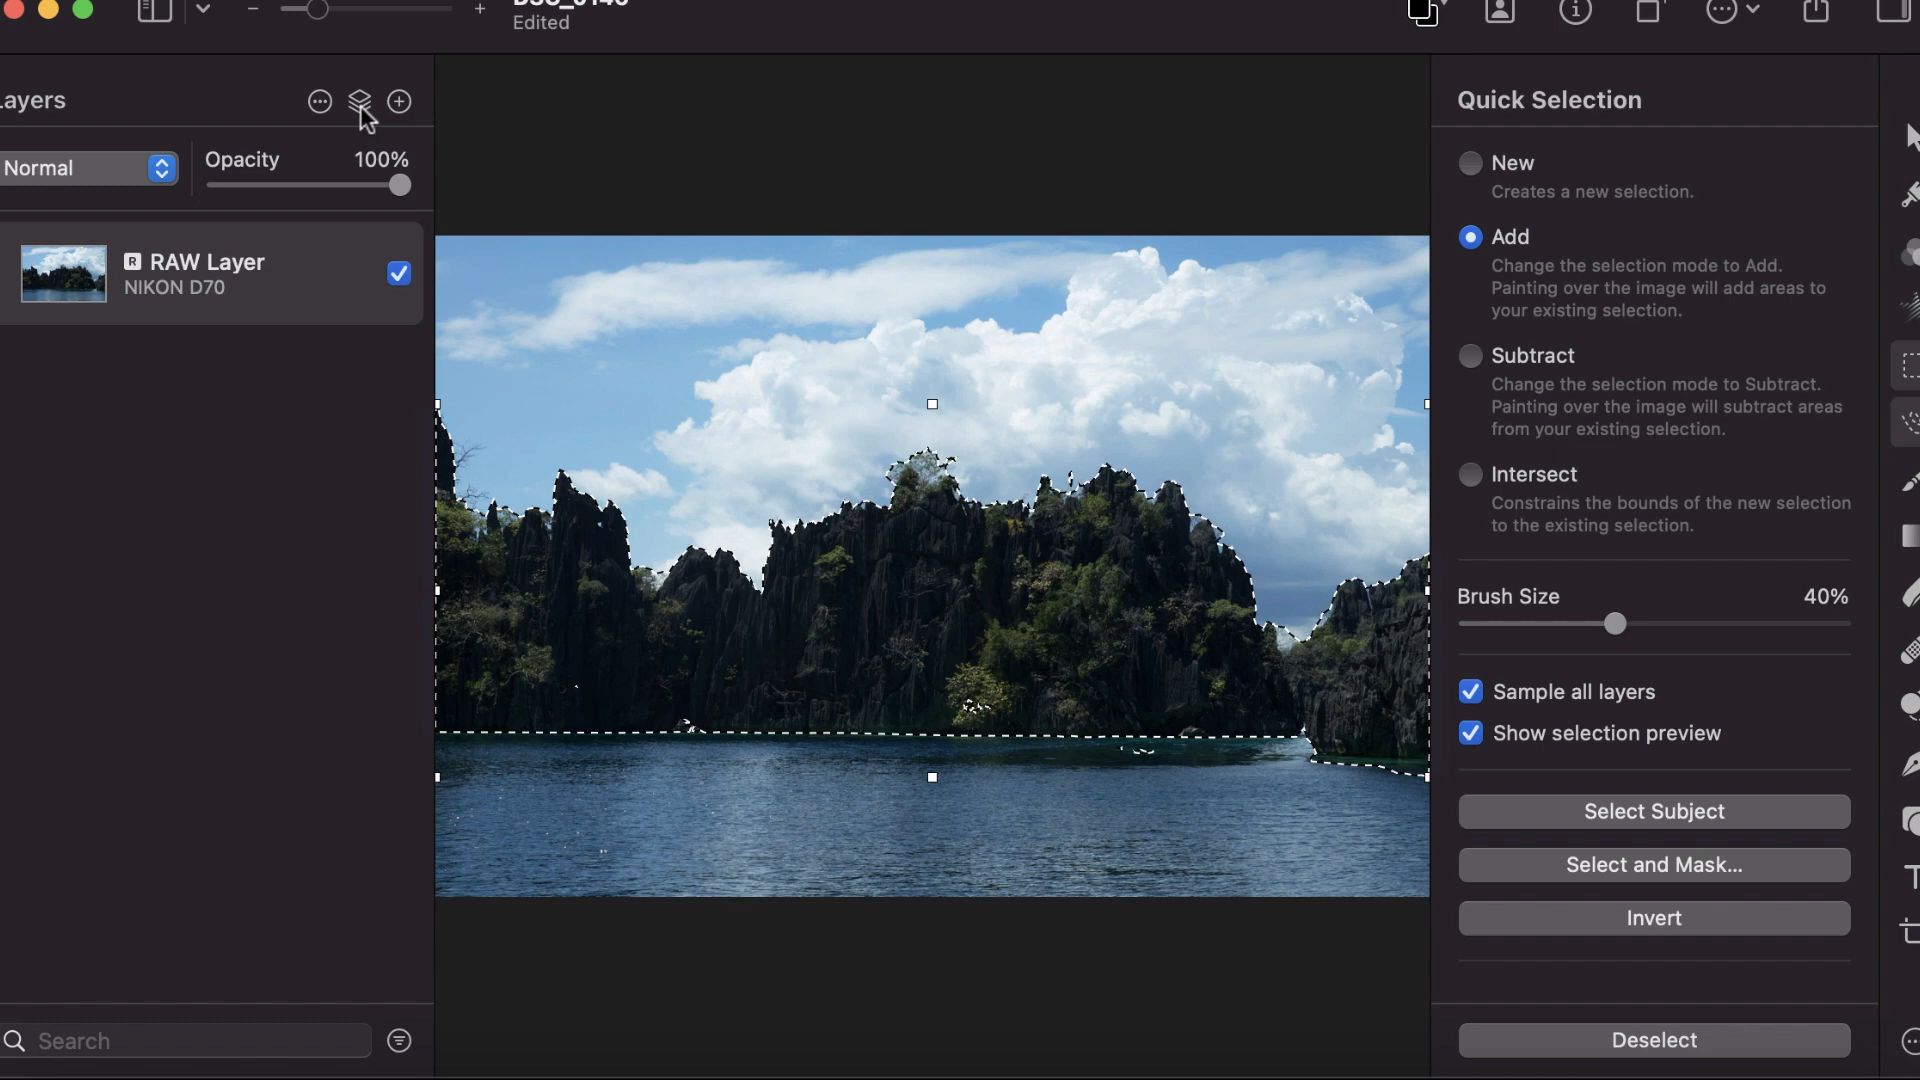 Edited
ayers
Normal
Opacity 100%
R RAW Layer
NIKON D70
Search
Quick Selection
New
Creates a new selection.
Add
Change the selection mode to Add.
Painting over the image will add areas to
your existing selection.
Subtract
Change the selection mode to Subtract.
Painting over the image will subtract areas
from your existing selection.
Intersect
Constrains the bounds of the new selection
to the existing selection.
Brush Size 40%
Sample all layers
Show selection preview
Select Subject
Select and Mask...
Invert
Deselect